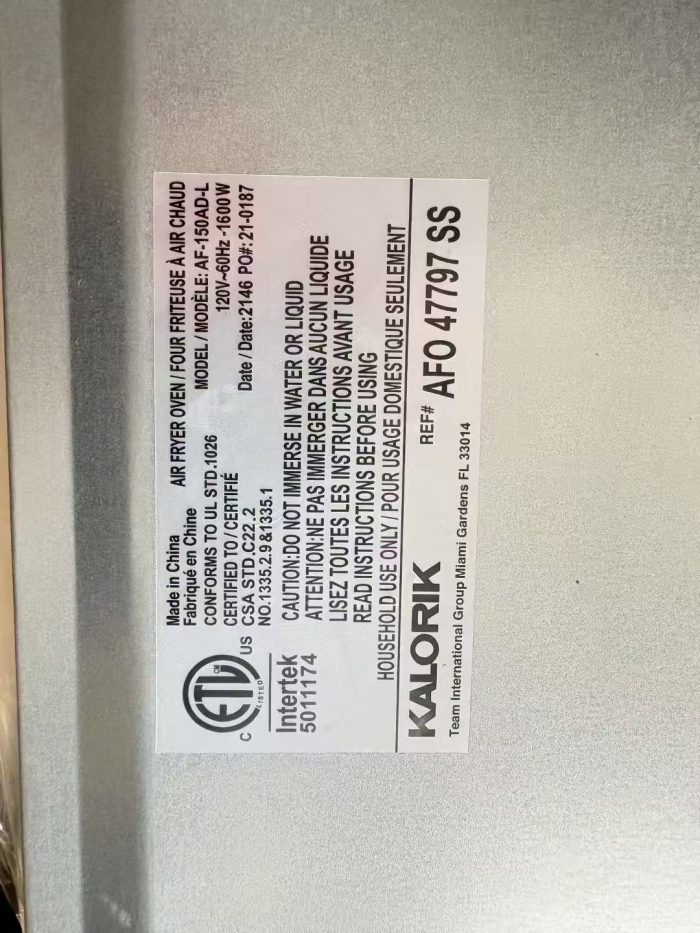 Made in China
Fabriqué en Chine
AIR FRYER OVEN / FOUR FRITEUSE À AIR CHAUD
CONFORMS TO UL STD.1026
MODEL / MODÈLE: AF-150AD-L
CERTIFIED TO / CERTIFIÉ
120V~60Hz -1600W
CSA STD.C22.2
Date / Date:2146 PO#: 21-0187
NO.1335.2.9 &1335.1
C ETL CM US
LISTED
Intertek
5011174
CAUTION:DO NOT IMMERSE IN WATER OR LIQUID
ATTENTION:NE PAS IMMERGER DANS AUCUN LIQUIDE
LISEZ TOUTES LES INSTRUCTIONS AVANT USAGE
READ INSTRUCTIONS BEFORE USING
HOUSEHOLD USE ONLY / POUR USAGE DOMESTIQUE SEULEMENT
KALORIK REF# AFO 47797 SS
Team International Group Miami Gardens FL 33014